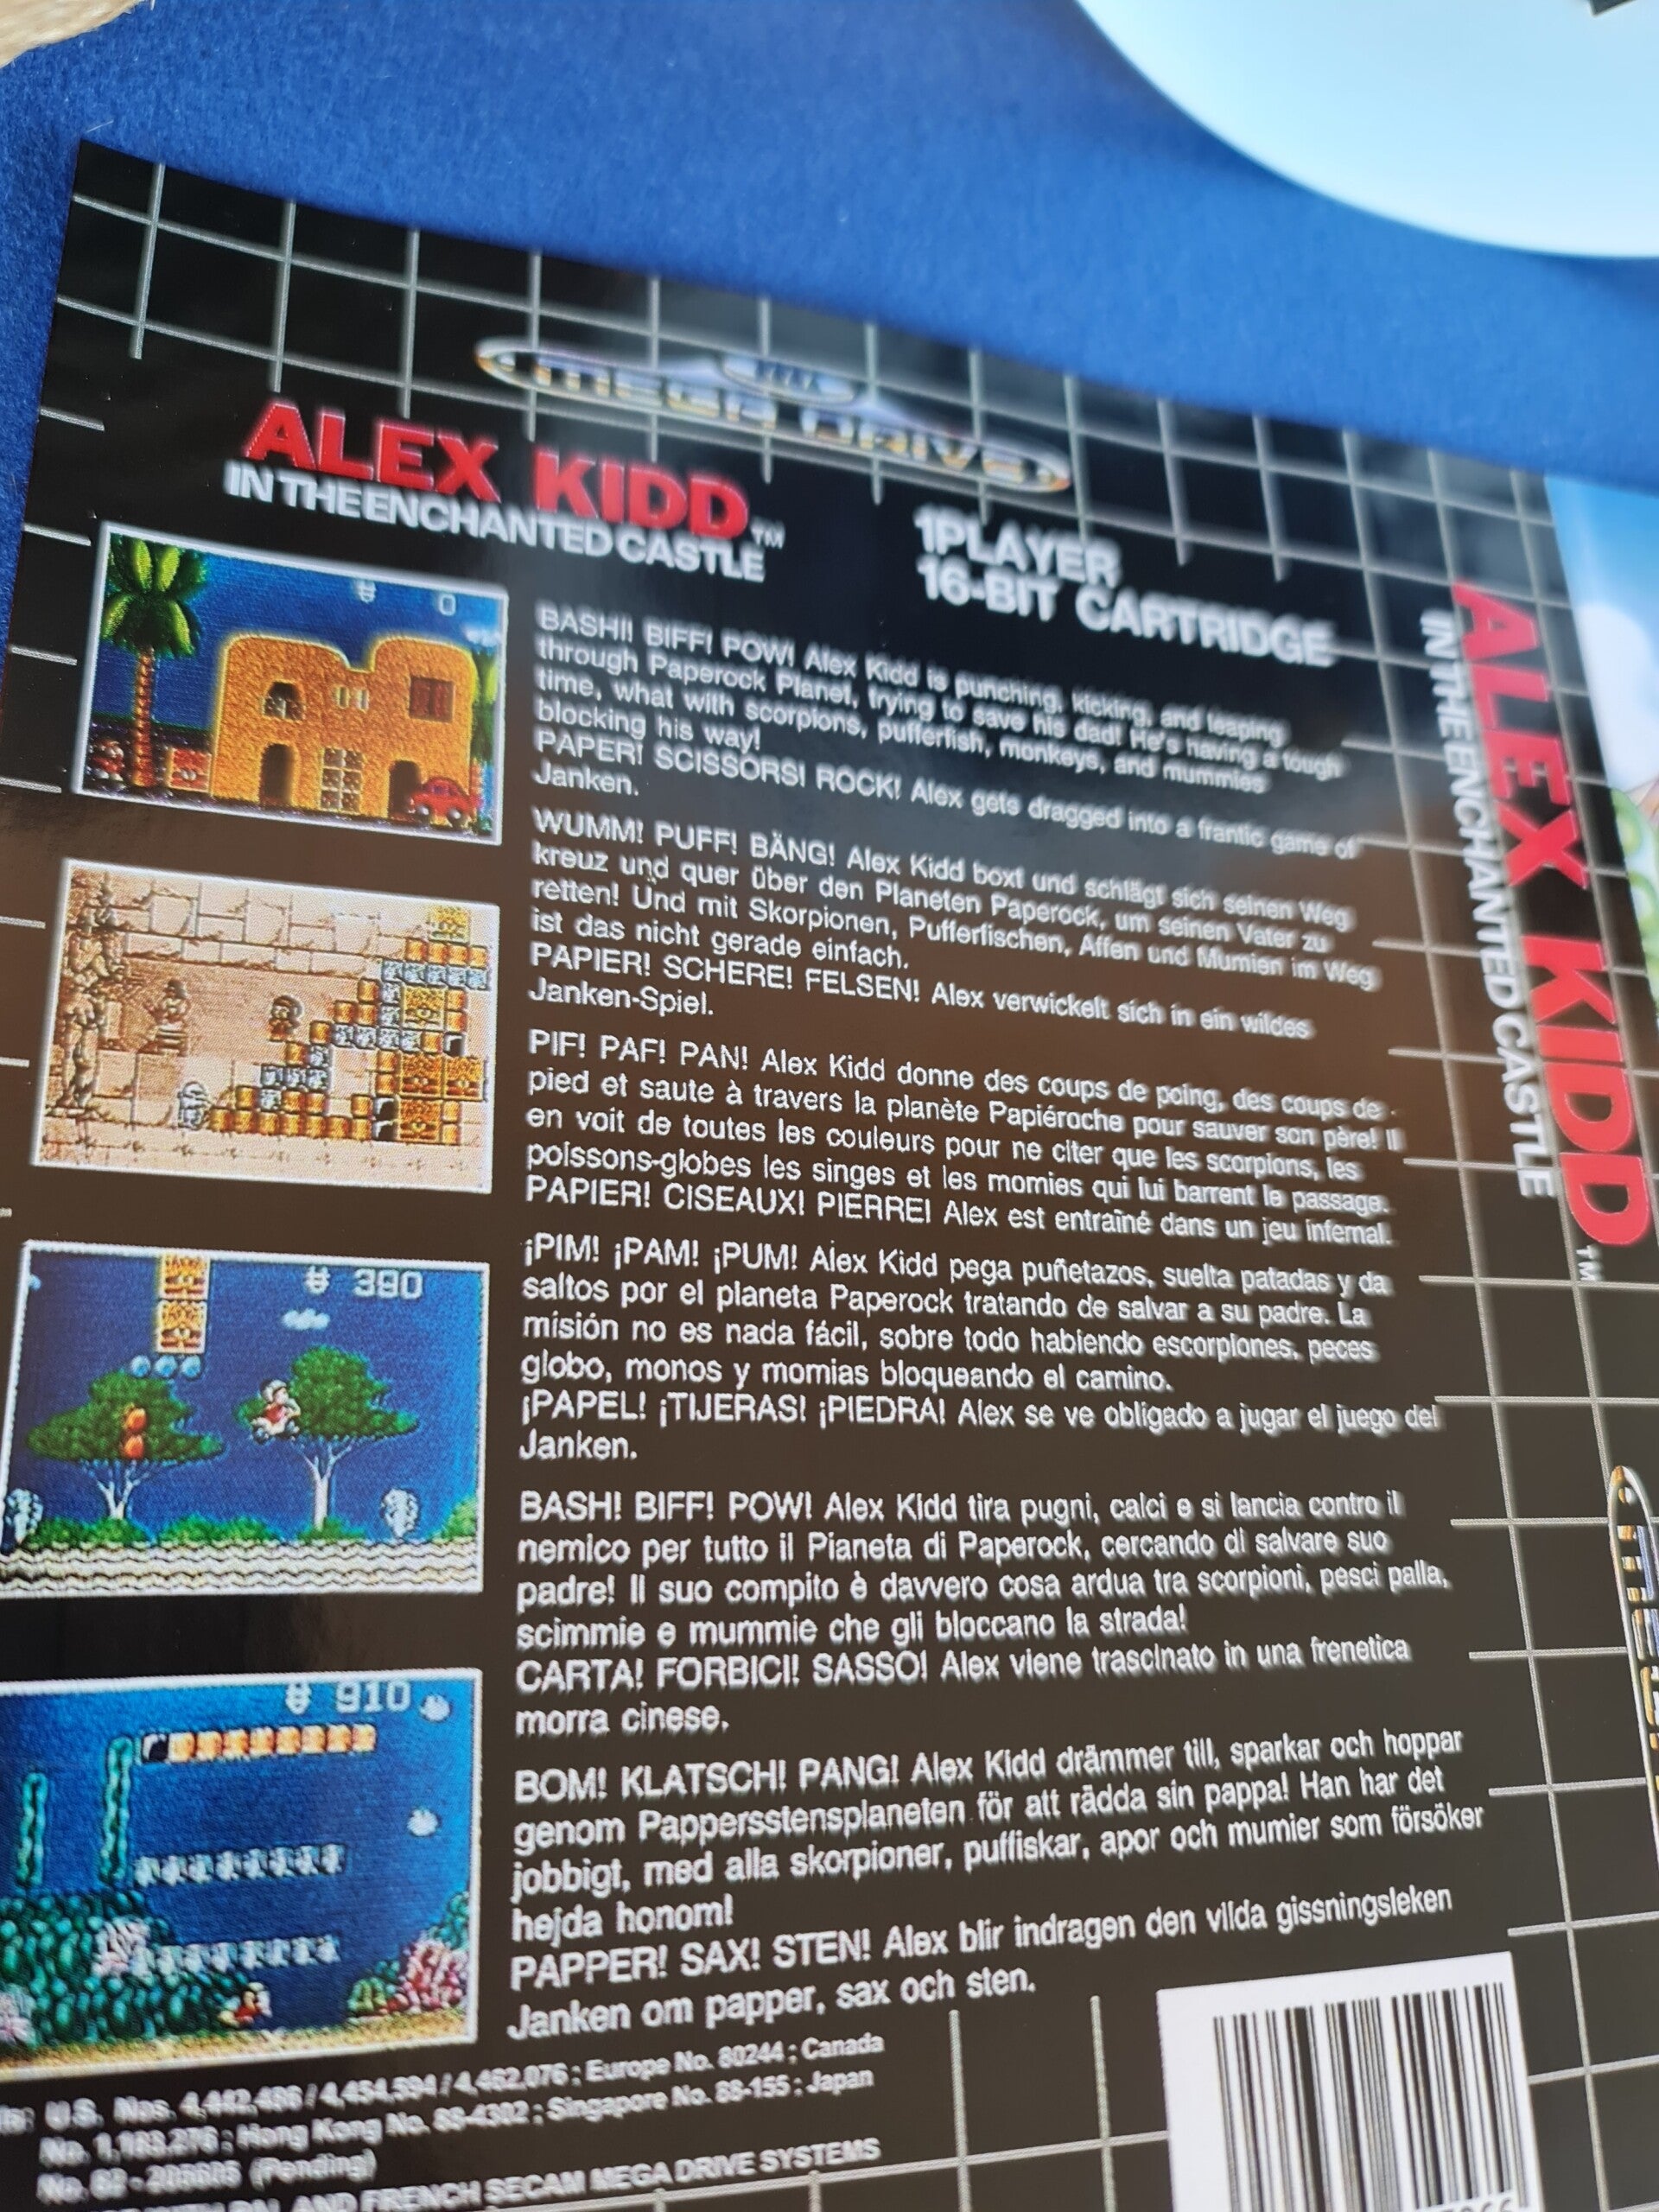 16-BIT
MEGA DRIVE
ALEX KIDD™
IN THE ENCHANTED CASTLE
1 PLAYER
16-BIT CARTRIDGE
0
BASH! BIFF! POW! Alex Kidd is punching, kicking, and leaping
through Paperock Planet, trying to save his dad! He's having a tough
time, what with scorpions, pufferfish, monkeys, and mummies
blocking his way!
PAPER! SCISSORS! ROCK! Alex gets dragged into a frantic game of
Janken.
WUMM! PUFF! BÄNG! Alex Kidd boxt und schlägt sich seinen Weg
kreuz und quer über den Planeten Paperock, um seinen Vater zu
retten! Und mit Skorpionen, Pufferfischen, Affen und Mumien im Weg
ist das nicht gerade einfach.
PAPIER! SCHERE! FELSEN! Alex verwickelt sich in ein wildes
Janken-Spiel.
PIF! PAF! PAN! Alex Kidd donne des coups de poing, des coups de
pied et saute à travers la planète Papiéroche pour sauver son père! Il
en voit de toutes les couleurs pour ne citer que les scorpions, les
poissons-globes les singes et les momies qui lui barrent le passage.
PAPIER! CISEAUX! PIERRE! Alex est entraîné dans un jeu infernal.
390
¡PIM! ¡PAM! ¡PUM! Alex Kidd pega puñetazos, suelta patadas y da
saltos por el planeta Paperock tratando de salvar a su padre. La
misión no es nada fácil, sobre todo habiendo escorpiones, peces
globo, monos y momias bloqueando el camino.
¡PAPEL! ¡TIJERAS! ¡PIEDRA! Alex se ve obligado a jugar el juego del
Janken.
BASH! BIFF! POW! Alex Kidd tira pugni, calci e si lancia contro il
nemico per tutto il Pianeta di Paperock, cercando di salvare suo
padre! Il suo compito è davvero cosa ardua tra scorpioni, pesci palla,
scimmie e mummie che gli bloccano la strada!
CARTA! FORBICI! SASSO! Alex viene trascinato in una frenetica
morra cinese.
910
BOM! KLATSCH! PANG! Alex Kidd drämmer till, sparkar och hoppar
genom Pappersstensplaneten för att rädda sin pappa! Han har det
jobbigt, med alla skorpioner, puffiskar, apor och mumier som försöker
hejda honom!
PAPPER! SAX! STEN! Alex blir indragen den vilda gissningsleken
Janken om papper, sax och sten.
U.S. Nos. 4,442,486 / 4,454,594 / 4,462,076 ; Europe No. 80244 ; Canada
No. 1,183,276 ; Hong Kong No. 88-4302 ; Singapore No. 88-155 ; Japan
No. 82-205605 (Pending)
AND FRENCH SECAM MEGA DRIVE SYSTEMS
ALEX KIDD™
IN THE ENCHANTED CASTLE